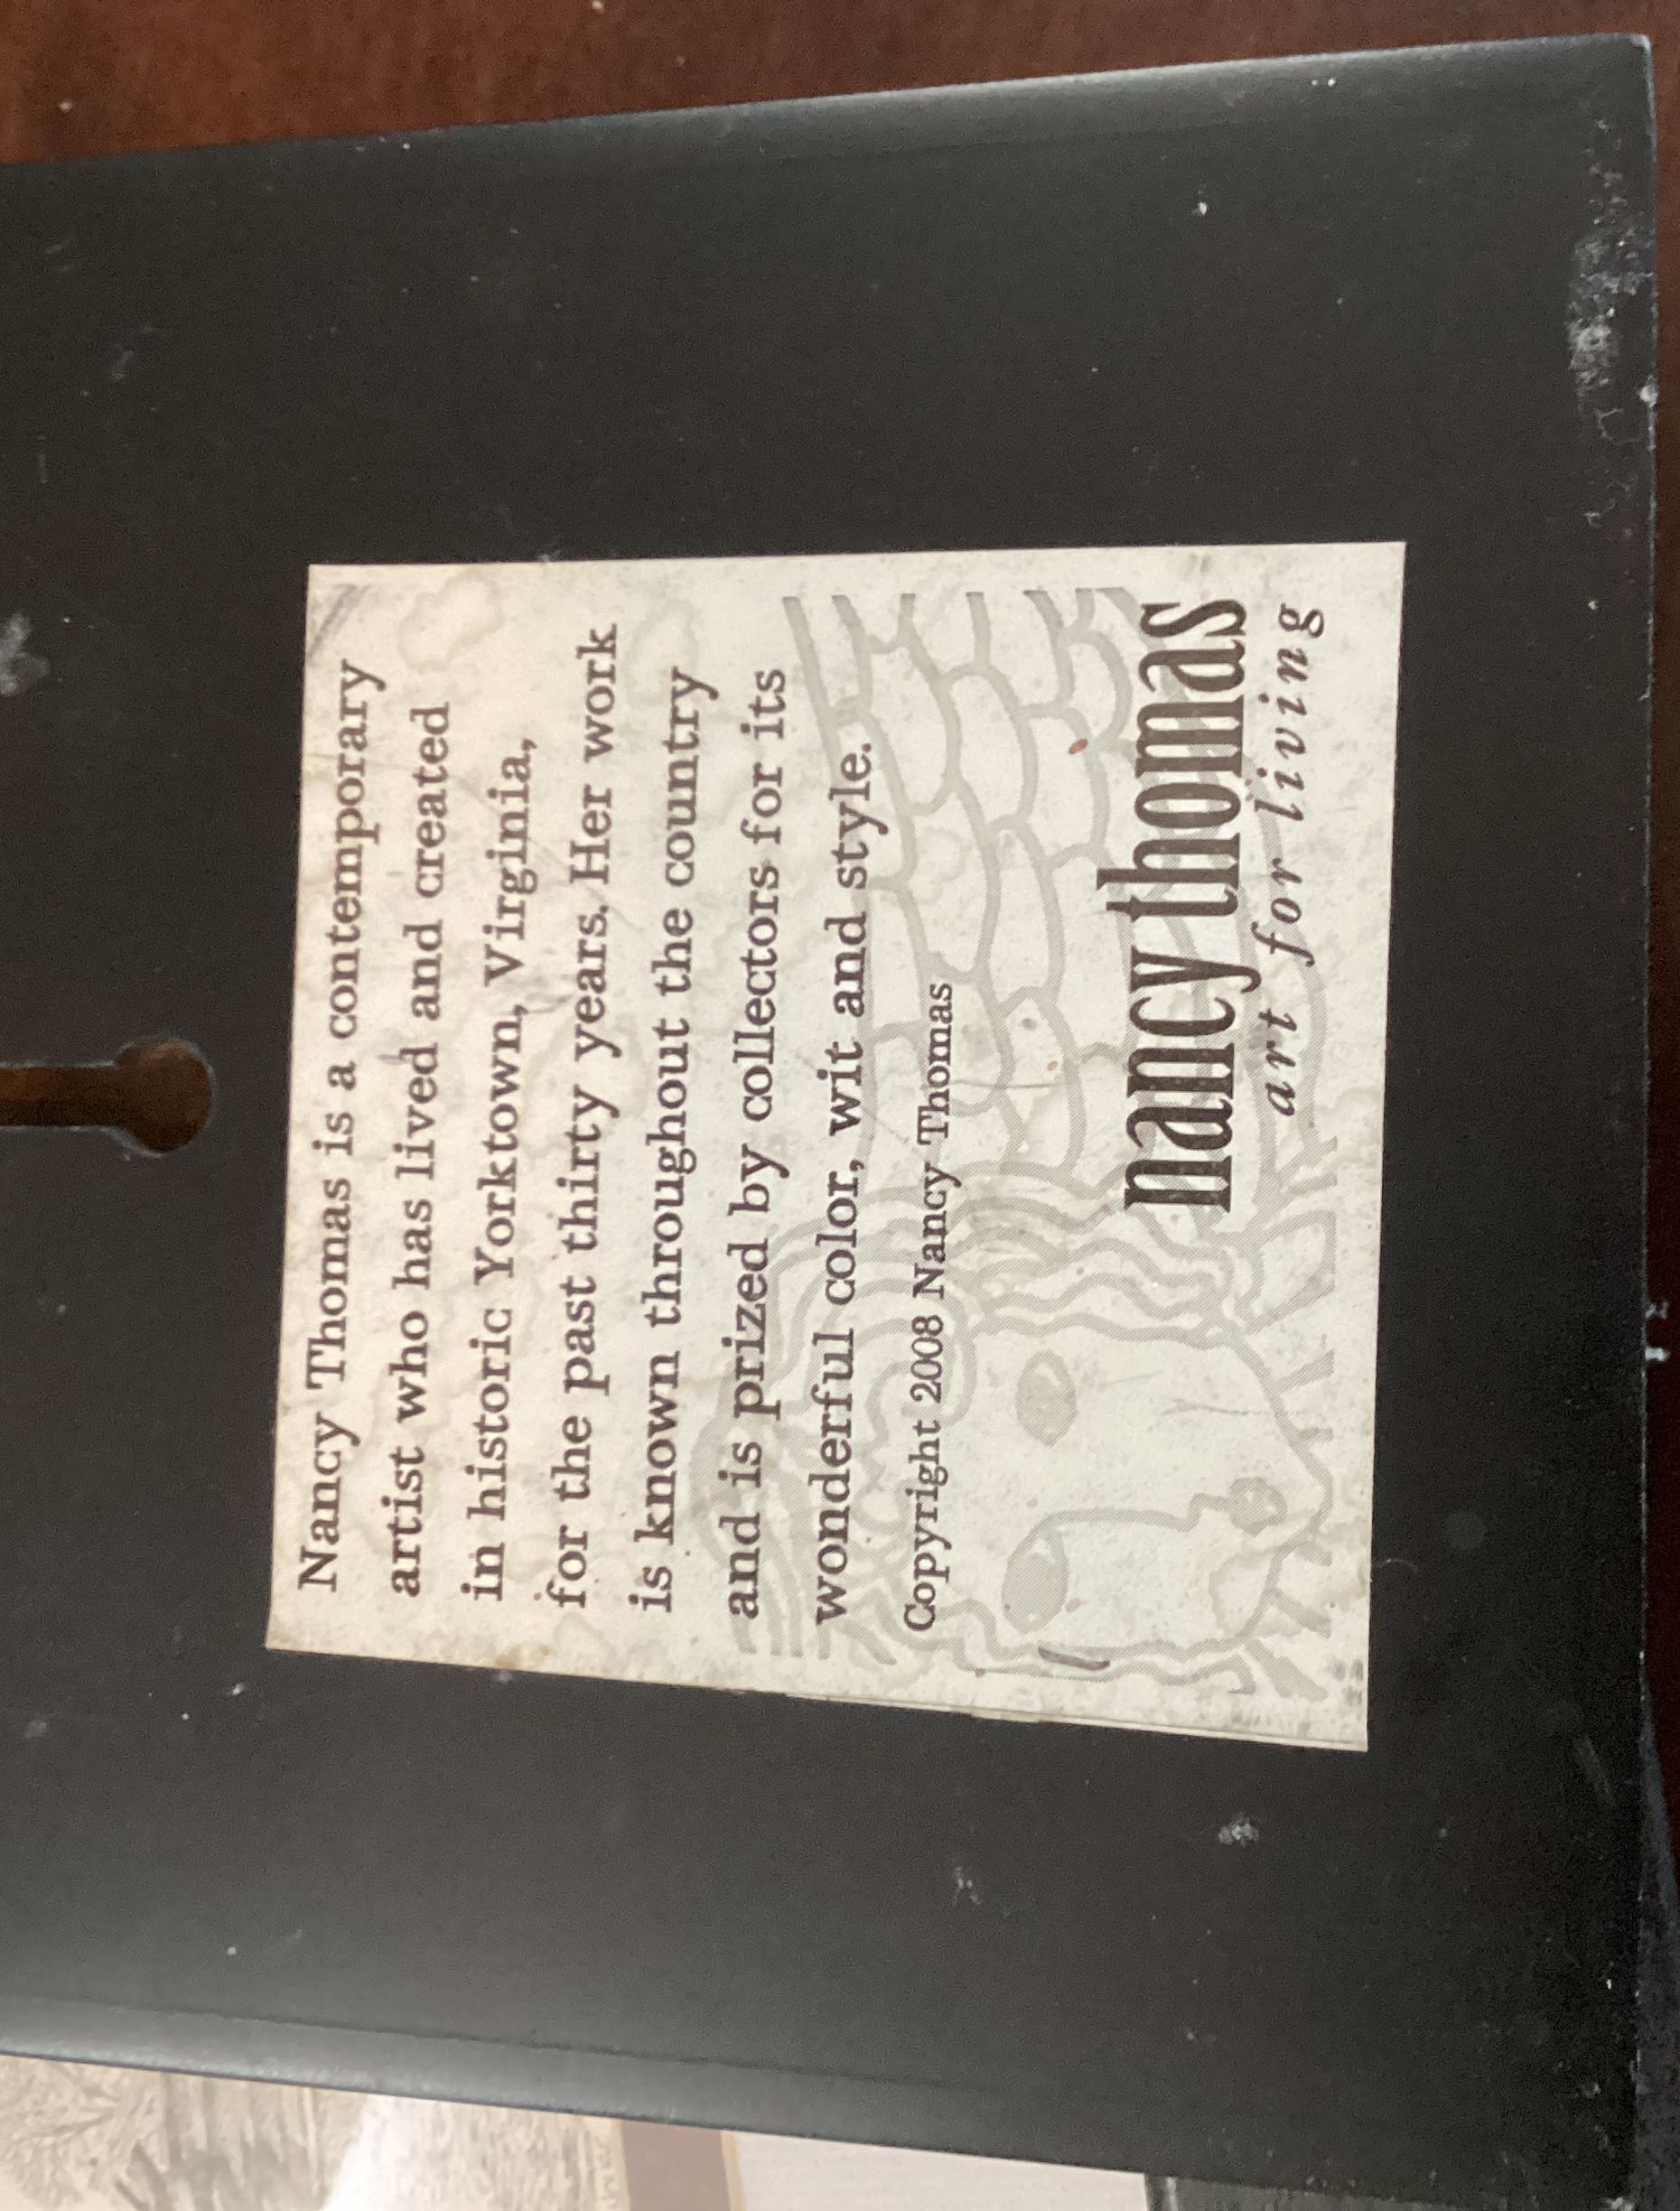 Nancy Thomas is a contemporary
artist who has lived and created
in historic Yorktown, Virginia,
for the past thirty years. Her work
is known throughout the country
and is prized by collectors for its
wonderful color, wit and style.
Copyright 2008 Nancy Thomas
nancy thomas
art for living